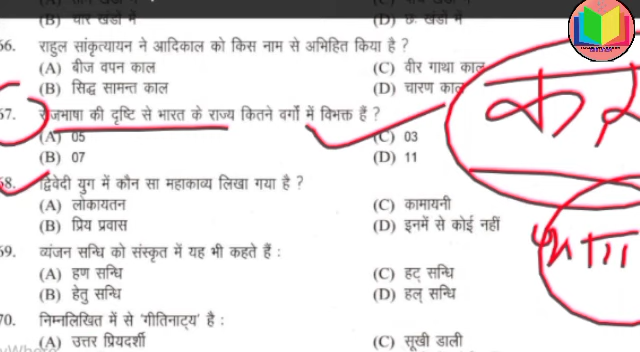 (B) चार खंडों में (D) छः खंडों में
66. राहुल सांकृत्यायन ने आदिकाल को किस नाम से अभिहित किया है ?
(A) बीज वपन काल (C) वीर गाथा काल
(B) सिद्ध सामन्त काल (D) चारण काल
67. राजभाषा की दृष्टि से भारत के राज्य कितने वर्गो में विभक्त हैं ?
(A) 05 (C) 03
(B) 07 (D) 11
68. द्विवेदी युग में कौन सा महाकाव्य लिखा गया है ?
(A) लोकायतन (C) कामायनी
(B) प्रिय प्रवास (D) इनमें से कोई नहीं
69. व्यंजन सन्धि को संस्कृत में यह भी कहते हैं :
(A) हण सन्धि (C) हट् सन्धि
(B) हेतु सन्धि (D) हल् सन्धि
70. निम्नलिखित में से 'गीतिनाट्य' है :
(A) उत्तर प्रियदर्शी (C) सूखी डाली